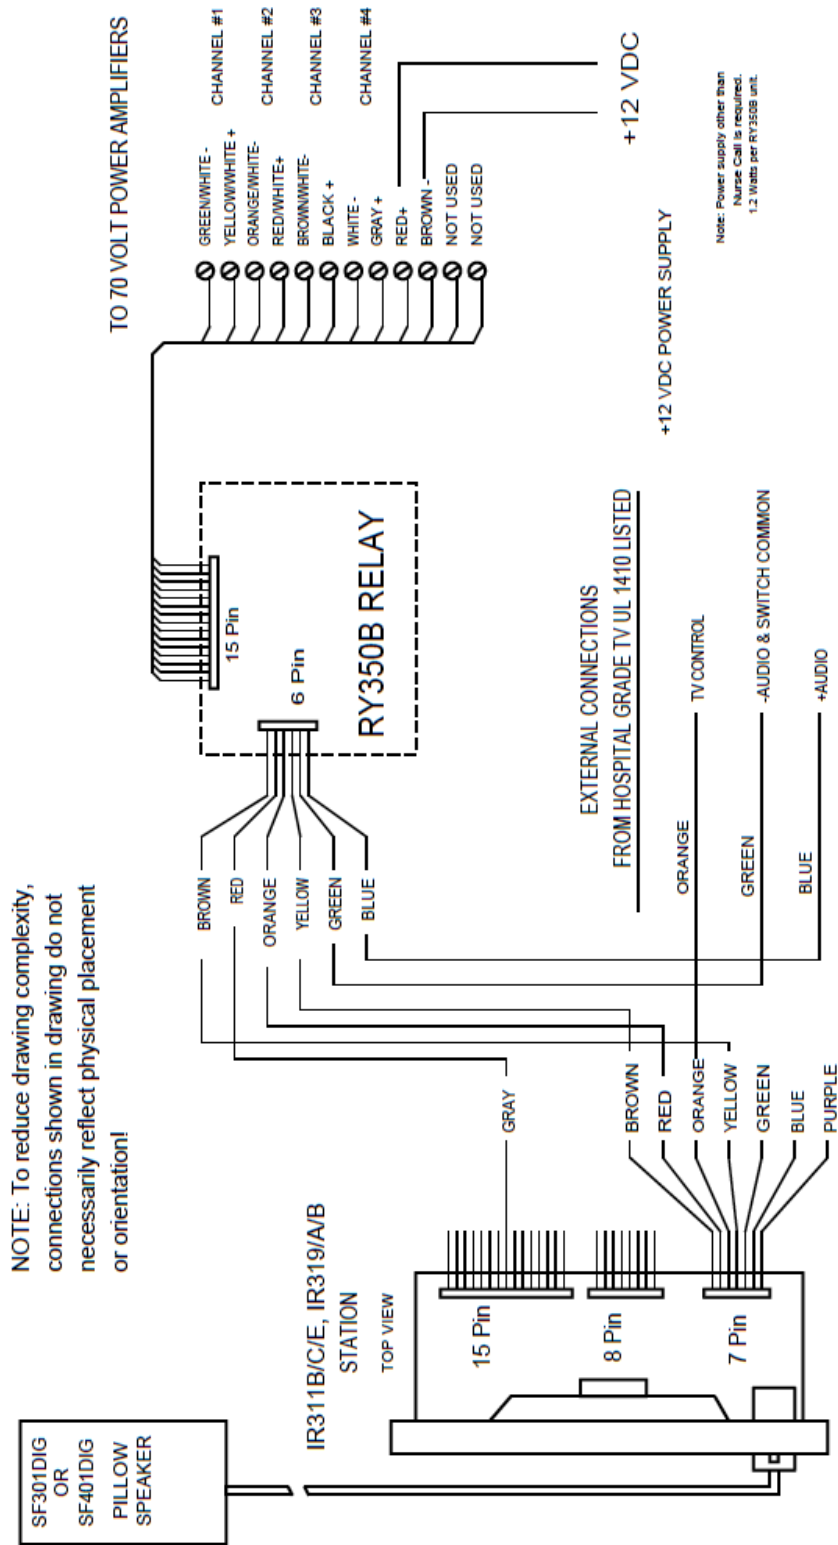 NOTE: To reduce drawing complexity,
connections shown in drawing do not
necessarily reflect physical placement
or orientation!
TO 70 VOLT POWER AMPLIFIERS
SF301DIG
OR
SF401DIG
PILLOW
SPEAKER
GREEN/WHITE -
YELLOW/WHITE +
ORANGE/WHITE-
RED/WHITE+
BROWN/WHITE-
BLACK +
WHITE -
GRAY +
RED+
BROWN -
NOT USED
NOT USED
CHANNEL #1
CHANNEL #2
CHANNEL #3
CHANNEL #4
15 Pin
6 Pin
RY350B RELAY
BROWN
RED
ORANGE
YELLOW
GREEN
BLUE
IR311B/C/E, IR319/A/B
STATION
TOP VIEW
15 Pin
8 Pin
7 Pin
GRAY
BROWN
RED
ORANGE
YELLOW
GREEN
BLUE
PURPLE
EXTERNAL CONNECTIONS
FROM HOSPITAL GRADE TV UL 1410 LISTED
ORANGE
TV CONTROL
GREEN
-AUDIO & SWITCH COMMON
BLUE
+AUDIO
+12 VDC
+12 VDC POWER SUPPLY
Note: Power supply other than
Nurse Call is required.
1.2 Watts per RY350B unit.